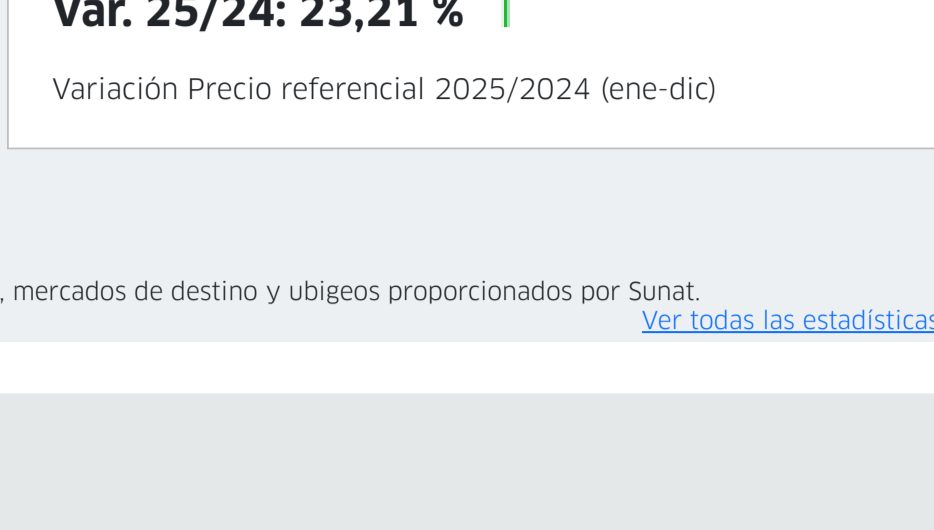 Var. 25/24: 23,21 %
Variación Precio referencial 2025/2024 (ene-dic)
, mercados de destino y ubigeos proporcionados por Sunat.
Ver todas las estadísticas